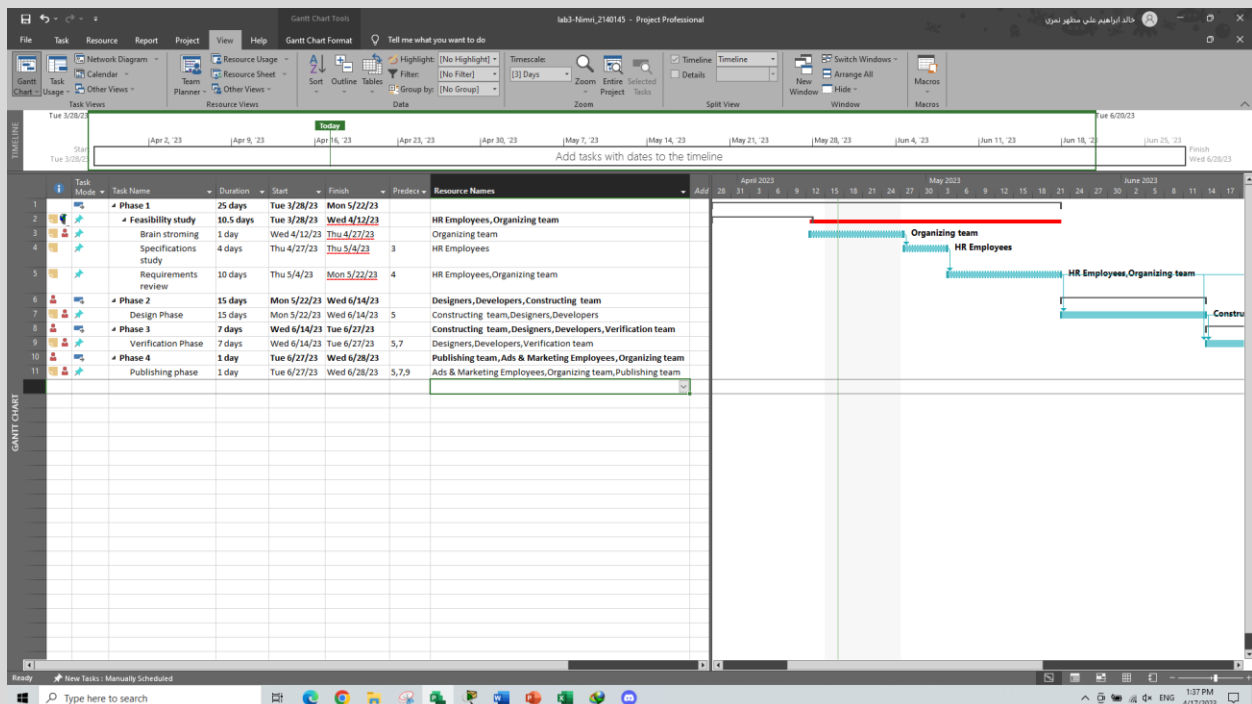 Gantt Chart Tools lab3-Nimri_2140145 - Project Professional خالد ابراهيم علي مطهر نمري
File Task Resource Report Project View Help Gantt Chart Format Tell me what you want to do
Gantt Chart Task Usage Network Diagram Calendar Other Views Task Views
Team Planner Resource Usage Resource Sheet Other Views Resource Views
Sort Outline Tables Highlight: [No Highlight] Filter: [No Filter] Group by: [No Group] Data
Timescale: [3] Days Zoom Entire Project Selected Tasks Zoom
Timeline Timeline Details Split View
New Window Switch Windows Arrange All Hide Window
Macros Macros
TIMELINE
Tue 3/28/23 Today Tue 6/20/23
Apr 2, '23 Apr 9, '23 Apr 16, '23 Apr 23, '23 Apr 30, '23 May 7, '23 May 14, '23 May 21, '23 May 28, '23 Jun 4, '23 Jun 11, '23 Jun 18, '23 Jun 25, '23
Start Tue 3/28/23 Add tasks with dates to the timeline Finish Wed 6/28/23
Task Mode Task Name Duration Start Finish Predece Resource Names Add
1 Phase 1 25 days Tue 3/28/23 Mon 5/22/23
2 Feasibility study 10.5 days Tue 3/28/23 Wed 4/12/23 HR Employees,Organizing team
3 Brain stroming 1 day Wed 4/12/23 Thu 4/27/23 Organizing team
4 Specifications study 4 days Thu 4/27/23 Thu 5/4/23 3 HR Employees
5 Requirements review 10 days Thu 5/4/23 Mon 5/22/23 4 HR Employees,Organizing team
6 Phase 2 15 days Mon 5/22/23 Wed 6/14/23 Designers,Developers,Constructing team
7 Design Phase 15 days Mon 5/22/23 Wed 6/14/23 5 Constructing team,Designers,Developers
8 Phase 3 7 days Wed 6/14/23 Tue 6/27/23 Constructing team,Designers,Developers,Verification team
9 Verification Phase 7 days Wed 6/14/23 Tue 6/27/23 5,7 Designers,Developers,Verification team
10 Phase 4 1 day Tue 6/27/23 Wed 6/28/23 Publishing team,Ads & Marketing Employees,Organizing team
11 Publishing phase 1 day Tue 6/27/23 Wed 6/28/23 5,7,9 Ads & Marketing Employees,Organizing team,Publishing team
April 2023 May 2023 June 2023
28 31 3 6 9 12 15 18 21 24 27 30 3 6 9 12 15 18 21 24 27 30 2 5 8 11 14 17
Organizing team
HR Employees
HR Employees,Organizing team
Constru
GANTT CHART
Ready New Tasks : Manually Scheduled
Type here to search ENG 1:37 PM
4/17/2023